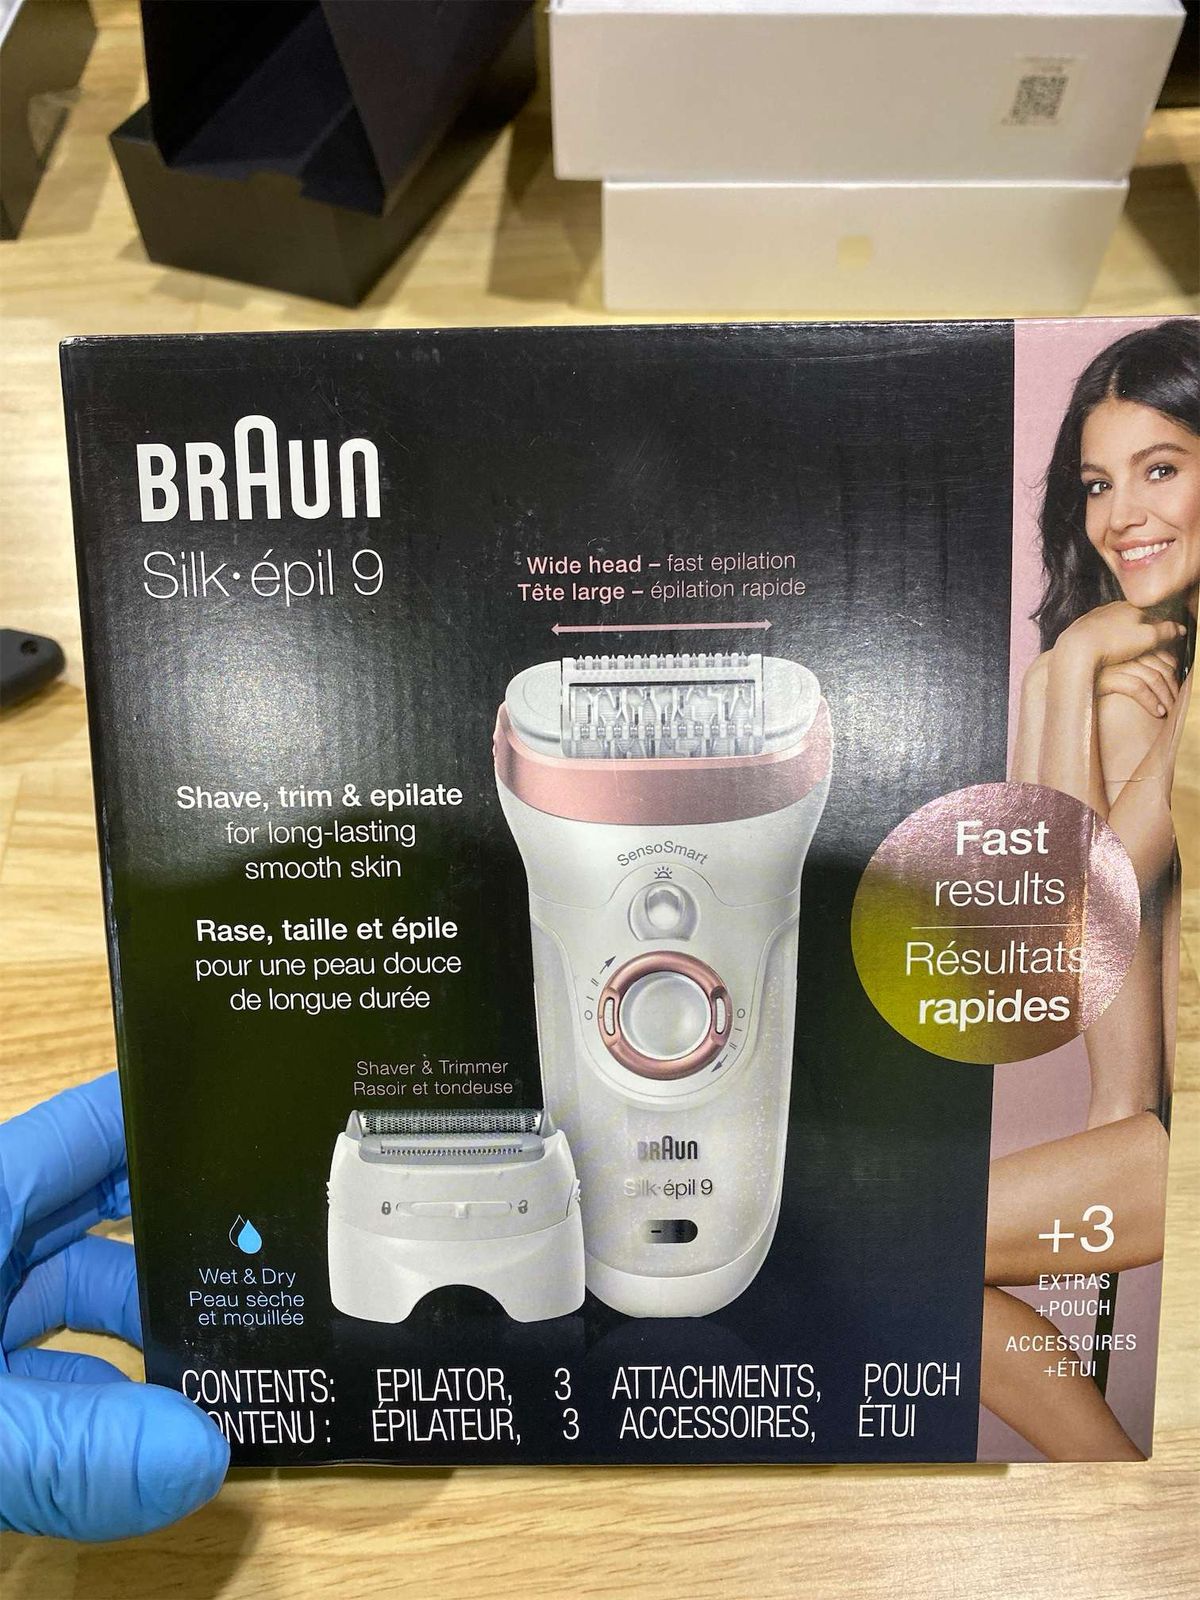 BRAUN
Silk·épil 9
Wide head – fast epilation
Tête large – épilation rapide
Shave, trim & epilate
for long-lasting
smooth skin
Rase, taille et épile
pour une peau douce
de longue durée
SensoSmart
Fast
results
Résultats
rapides
Shaver & Trimmer
Rasoir et tondeuse
BRAUN
Silk·épil 9
Wet & Dry
Peau sèche
et mouillée
+3
EXTRAS
+POUCH
ACCESSOIRES
+ÉTUI
CONTENTS: EPILATOR, 3 ATTACHMENTS, POUCH
CONTENU : ÉPILATEUR, 3 ACCESSOIRES, ÉTUI